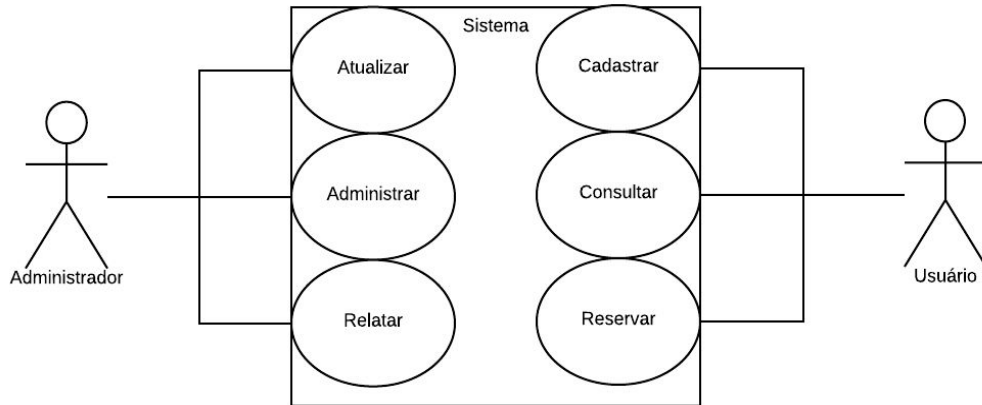 Sistema
Atualizar
Cadastrar
Administrar
Consultar
Administrador
Usuário
Relatar
Reservar